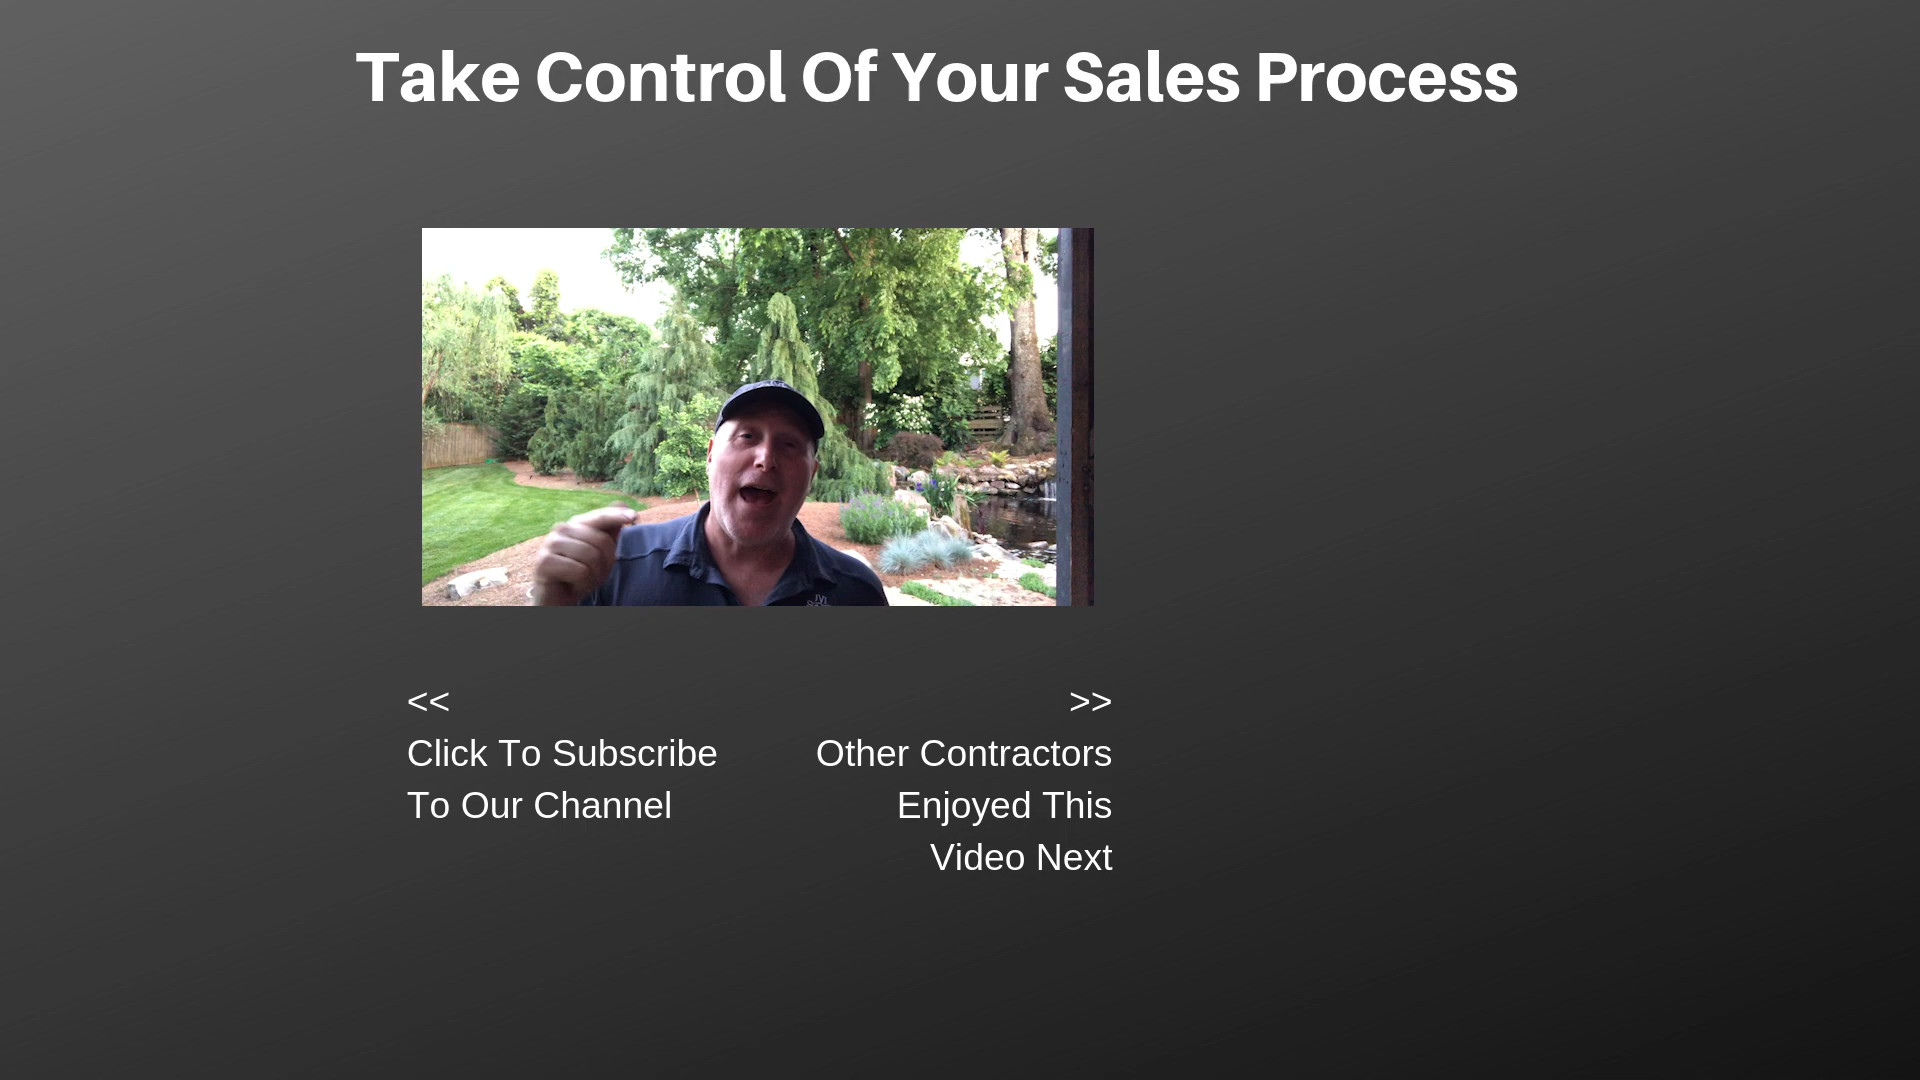 Take Control Of Your Sales Process
<<
Click To Subscribe
To Our Channel
>>
Other Contractors
Enjoyed This
Video Next